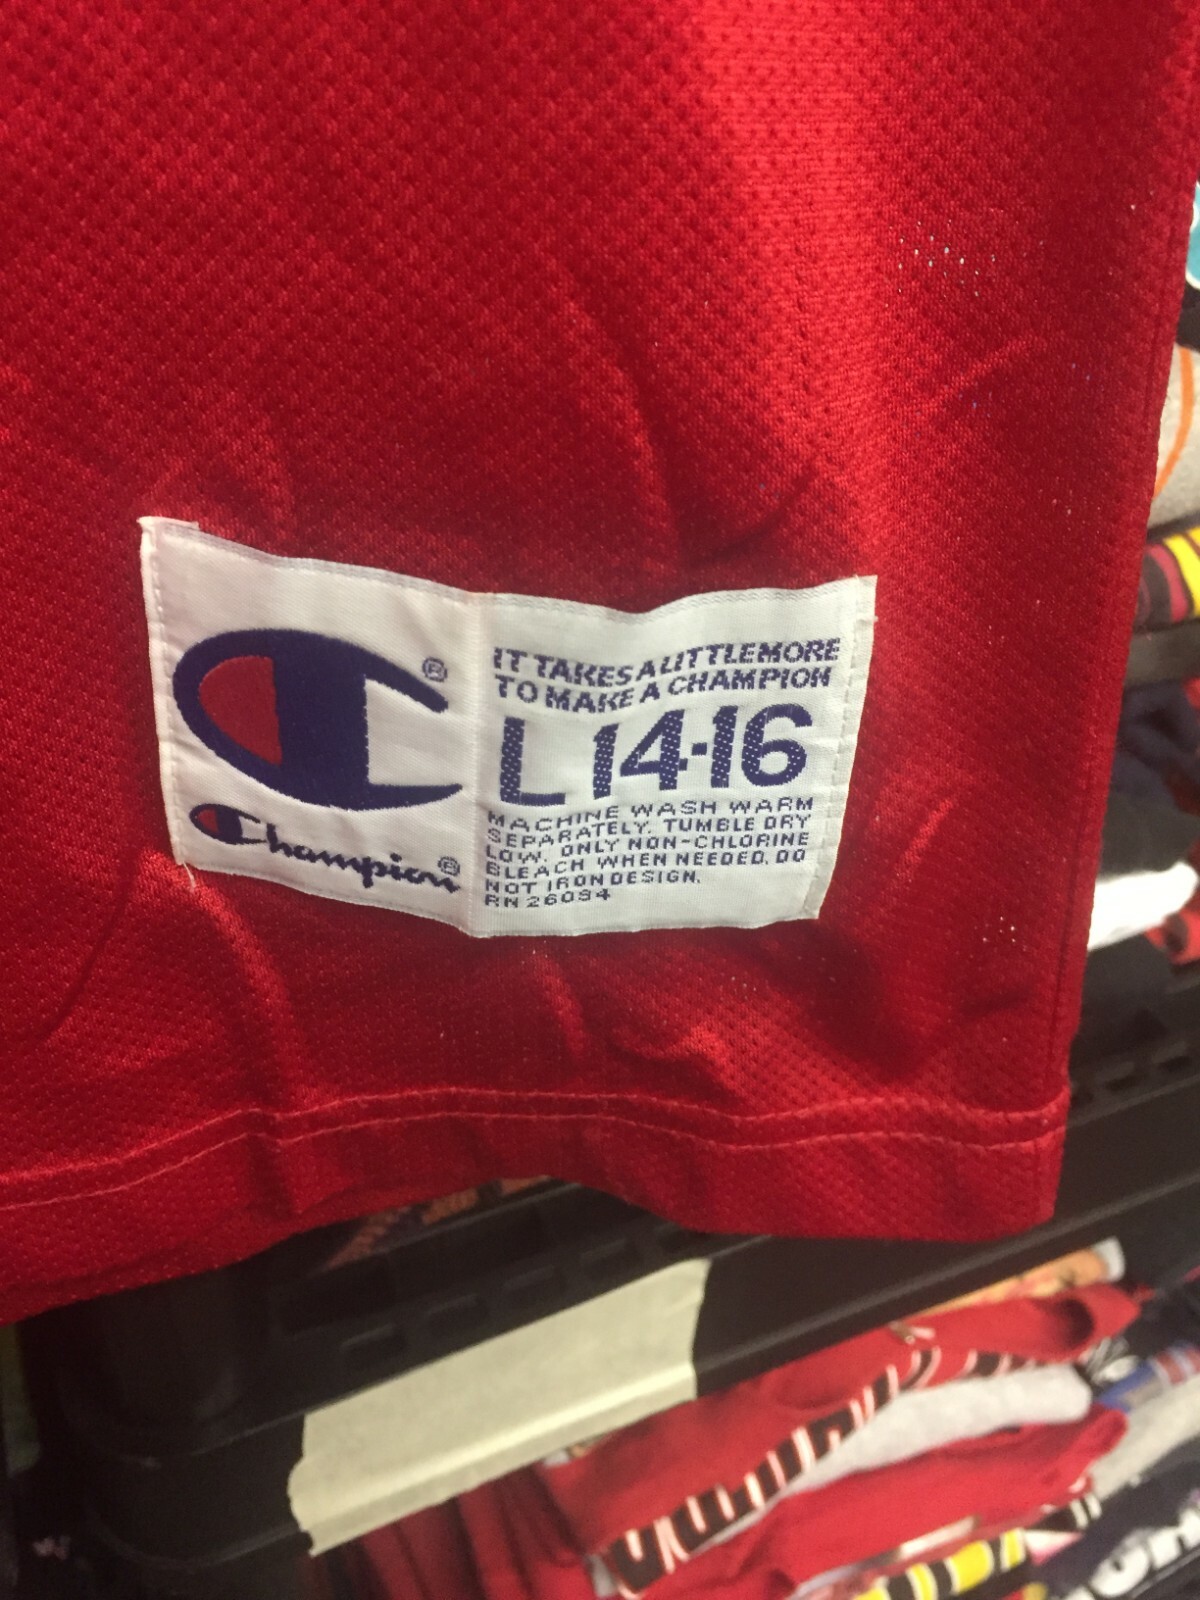 ®
Champion®
IT TAKES A LITTLE MORE
TO MAKE A CHAMPION
L 14-16
MACHINE WASH WARM
SEPARATELY. TUMBLE DRY
LOW. ONLY NON-CHLORINE
BLEACH WHEN NEEDED. DO
NOT IRON DESIGN.
RN 26094